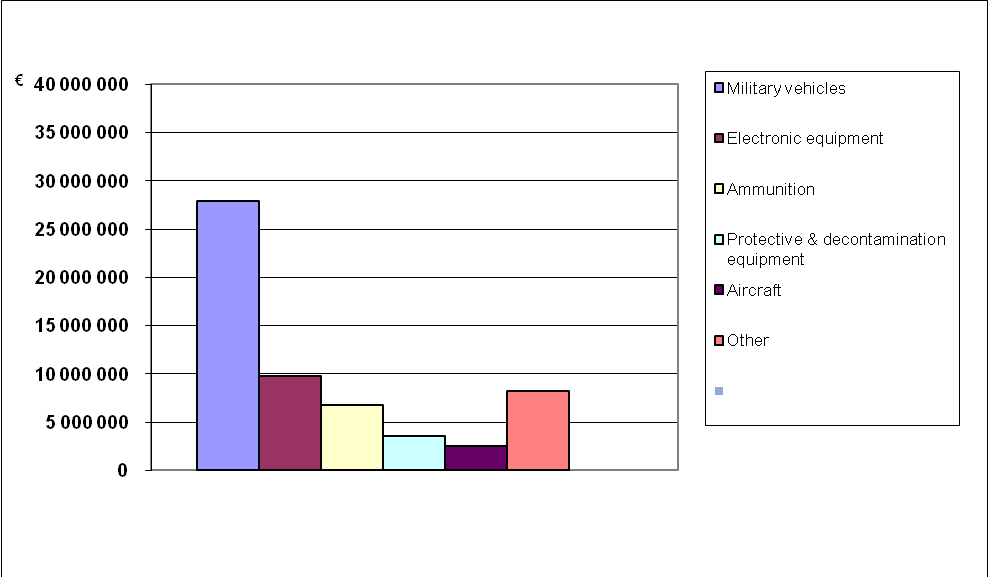 €
40 000 000
35 000 000
30 000 000
25 000 000
20 000 000
15 000 000
10 000 000
5 000 000
0
Military vehicles
Electronic equipment
Ammunition
Protective & decontamination
equipment
Aircraft
Other